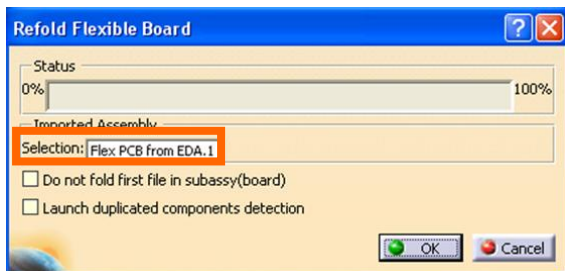 Refold Flexible Board
Status
0% 100%
Imported Assembly
Selection: Flex PCB from EDA.1
Do not fold first file in subassy(board)
Launch duplicated components detection
OK Cancel